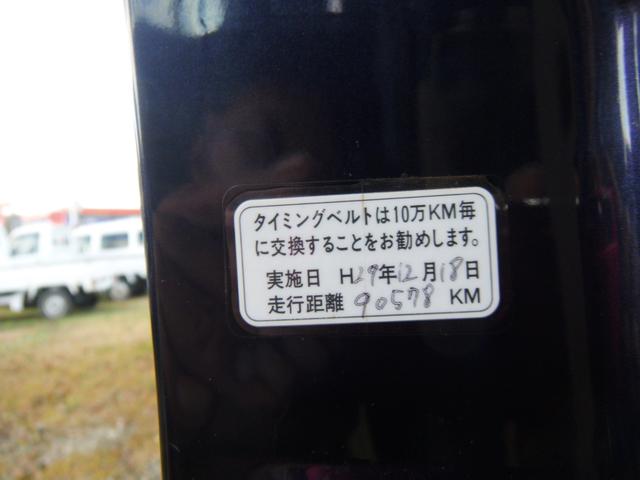 タイミングベルトは10万KM毎
に交換することをお勧めします。
実施日 H29年12月18日
走行距離 90578 KM